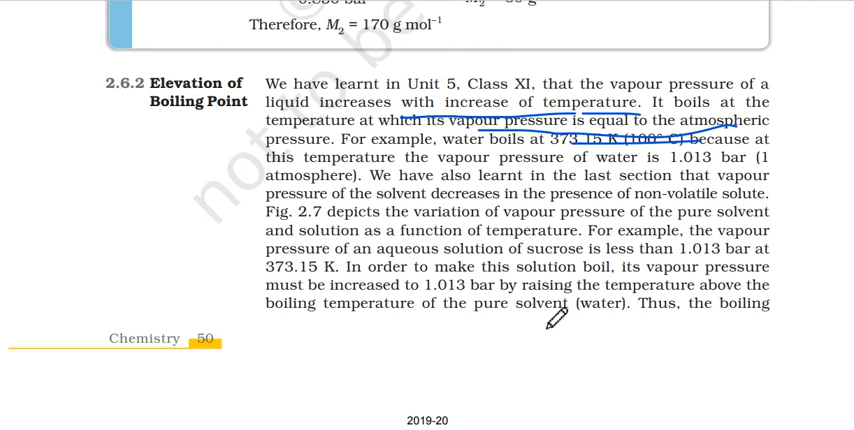 Therefore, M₂ = 170 g mol⁻¹
2.6.2 Elevation of Boiling Point
We have learnt in Unit 5, Class XI, that the vapour pressure of a
liquid increases with increase of temperature. It boils at the
temperature at which its vapour pressure is equal to the atmospheric
pressure. For example, water boils at 373.15 K (100° C) because at
this temperature the vapour pressure of water is 1.013 bar (1
atmosphere). We have also learnt in the last section that vapour
pressure of the solvent decreases in the presence of non-volatile solute.
Fig. 2.7 depicts the variation of vapour pressure of the pure solvent
and solution as a function of temperature. For example, the vapour
pressure of an aqueous solution of sucrose is less than 1.013 bar at
373.15 K. In order to make this solution boil, its vapour pressure
must be increased to 1.013 bar by raising the temperature above the
boiling temperature of the pure solvent (water). Thus, the boiling
Chemistry 50
2019-20
not to be